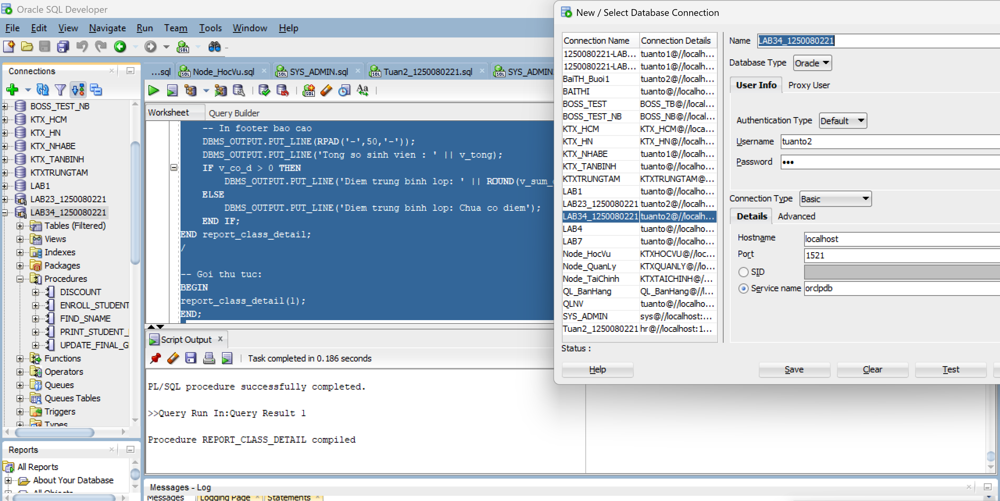 Oracle SQL Developer
File Edit View Navigate Run Team Tools Window Help
Connections
BOSS_TEST_NB
KTX_HCM
KTX_HN
KTX_NHABE
KTX_TANBINH
KTXTRUNGTAM
LAB1
LAB23_1250080221
LAB34_1250080221
Tables (Filtered)
Views
Indexes
Packages
Procedures
DISCOUNT
ENROLL_STUDENT
FIND_SNAME
PRINT_STUDENT_
UPDATE_FINAL_G
Functions
Operators
Queues
Queues Tables
Triggers
Types
Reports
All Reports
About Your Database
All Objects
...sql Node_HocVu.sql SYS_ADMIN.sql Tuan2_1250080221.sql SYS_ADMIN.
Worksheet Query Builder
-- In footer bao cao
DBMS_OUTPUT.PUT_LINE(RPAD('-',50,'-'));
DBMS_OUTPUT.PUT_LINE('Tong so sinh vien : ' || v_tong);
IF v_co_d > 0 THEN
DBMS_OUTPUT.PUT_LINE('Diem trung binh lop: ' || ROUND(v_sum_
ELSE
DBMS_OUTPUT.PUT_LINE('Diem trung binh lop: Chua co diem');
END IF;
END report_class_detail;
/
-- Goi thu tuc:
BEGIN
report_class_detail(1);
END;
Script Output
Task completed in 0.186 seconds
PL/SQL procedure successfully completed.
>>Query Run In:Query Result 1
Procedure REPORT_CLASS_DETAIL compiled
Messages - Log
Messages Logging Page Statements
New / Select Database Connection
Connection Name Connection Details
1250080221-LAB... tuanto1@//localh...
1250080221-LAB... tuanto1@//localh...
BaiTH_Buoi1 tuanto2@//localh...
BAITHI tuanto@//localho...
BOSS_TEST BOSS_TB@//local...
BOSS_TEST_NB BOSS_NB@//local...
KTX_HCM KTX_HCM@//loca...
KTX_HN KTX_HN@//localh...
KTX_NHABE tuanto1@//localh...
KTX_TANBINH tuanto@//localho...
KTXTRUNGTAM KTXTRUNGTAM@...
LAB1 tuanto@//localho...
LAB23_1250080221 tuanto2@//localh...
LAB34_1250080221 tuanto2@//localh...
LAB4 tuanto@//localho...
LAB7 tuanto@//localho...
Node_HocVu KTXHOCVU@//loc...
Node_QuanLy KTXQUANLY@//lo...
Node_TaiChinh KTXTAICHINH@/...
QL_BanHang QL_BanHang@//l...
QLNV tuanto@//localho...
SYS_ADMIN sys@//localhost:...
Tuan2_1250080221 hr@//localhost:1...
Status :
Name LAB34_1250080221
Database Type Oracle
User Info Proxy User
Authentication Type Default
Username tuanto2
Password •••
Connection Type Basic
Details Advanced
Hostname localhost
Port 1521
SID
Service name orclpdb
Help Save Clear Test